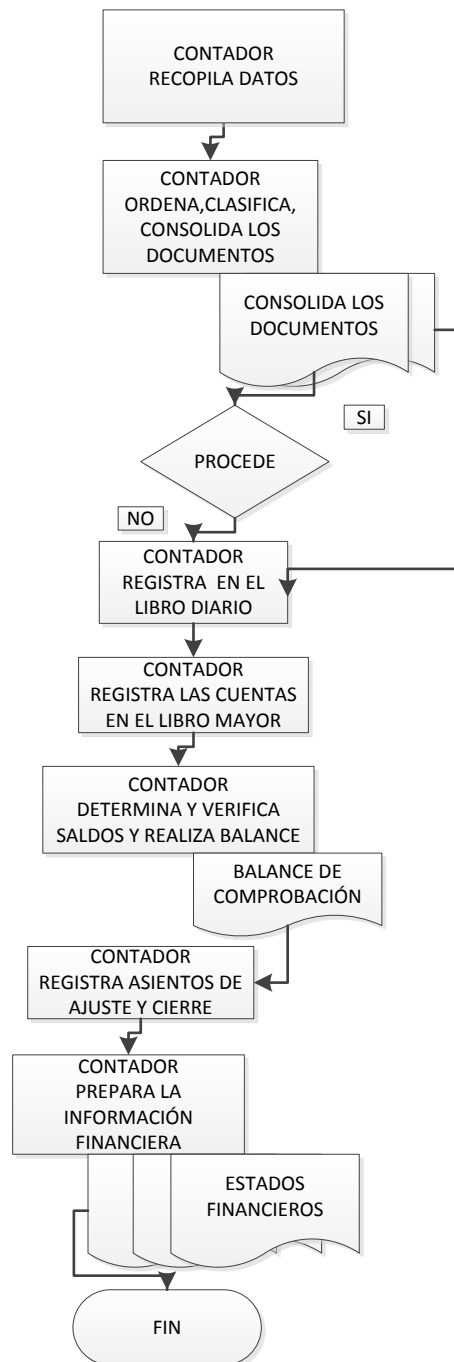 CONTADOR
RECOPILA DATOS
CONTADOR
ORDENA,CLASIFICA,
CONSOLIDA LOS
DOCUMENTOS
CONSOLIDA LOS
DOCUMENTOS
SI
PROCEDE
NO
CONTADOR
REGISTRA EN EL
LIBRO DIARIO
CONTADOR
REGISTRA LAS CUENTAS
EN EL LIBRO MAYOR
CONTADOR
DETERMINA Y VERIFICA
SALDOS Y REALIZA BALANCE
BALANCE DE
COMPROBACIÓN
CONTADOR
REGISTRA ASIENTOS DE
AJUSTE Y CIERRE
CONTADOR
PREPARA LA
INFORMACIÓN
FINANCIERA
ESTADOS
FINANCIEROS
FIN